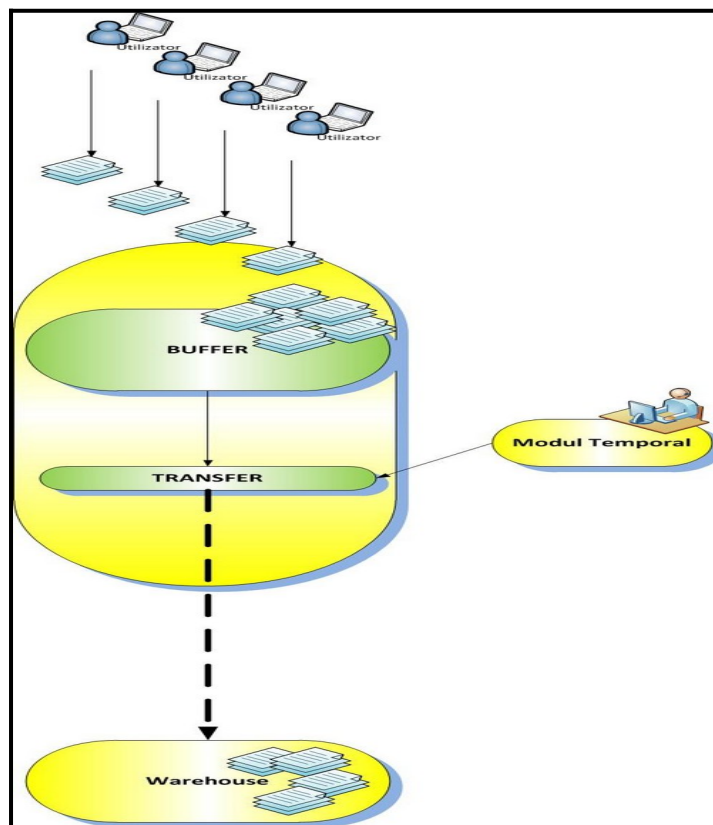 Utilizator
Utilizator
Utilizator
Utilizator
BUFFER
Modul Temporal
TRANSFER
Warehouse